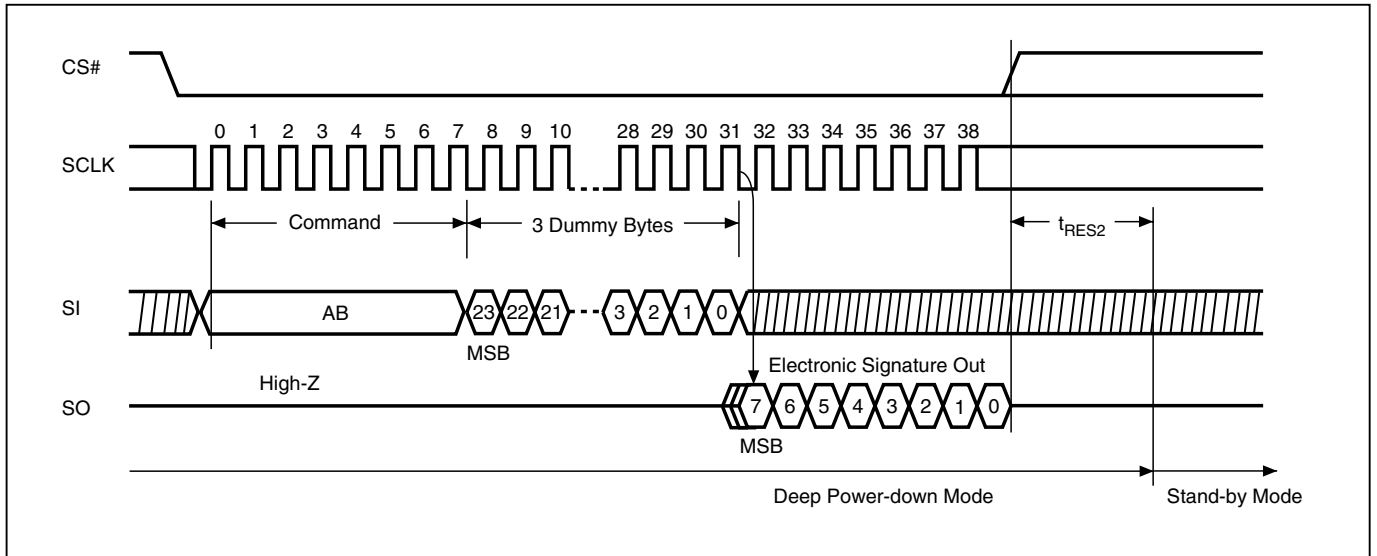 CS#
0 1 2 3 4 5 6 7 8 9 10 28 29 30 31 32 33 34 35 36 37 38
SCLK
Command
3 Dummy Bytes
tRES2
SI
AB
23 22 21 3 2 1 0
MSB
Electronic Signature Out
High-Z
SO
7 6 5 4 3 2 1 0
MSB
Deep Power-down Mode
Stand-by Mode